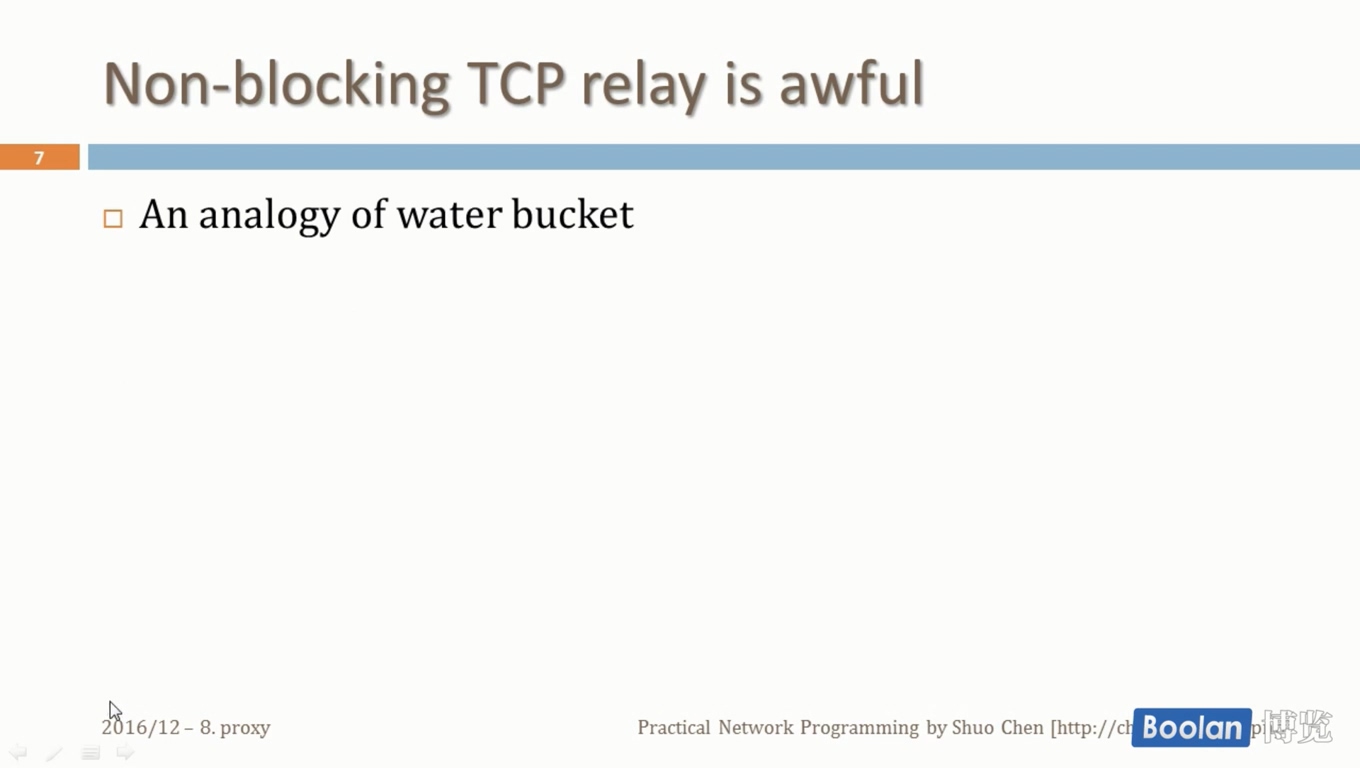 Non-blocking TCP relay is awful
7
An analogy of water bucket
2016/12 – 8. proxy
Practical Network Programming by Shuo Chen [http://ch
Boolan 博览